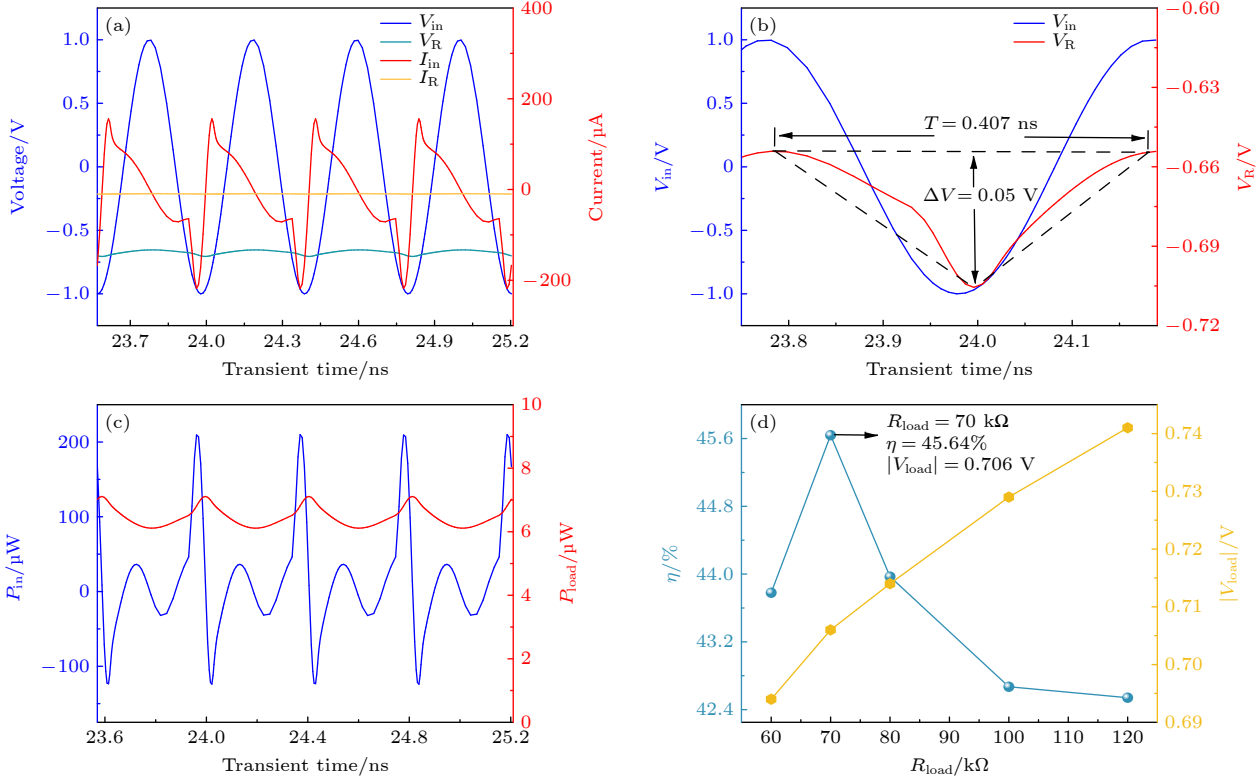 (a)
V_in
V_R
I_in
I_R
1.0
0.5
0
−0.5
−1.0
Voltage/V
400
200
0
−200
Current/µA
23.7 24.0 24.3 24.6 24.9 25.2
Transient time/ns
(b)
V_in
V_R
1.0
0.5
0
−0.5
−1.0
V_in/V
T = 0.407 ns
ΔV = 0.05 V
−0.60
−0.63
−0.66
−0.69
−0.72
V_R/V
23.8 23.9 24.0 24.1
Transient time/ns
(c)
200
100
0
−100
P_in/µW
10
8
6
4
2
0
P_load/µW
23.6 24.0 24.4 24.8 25.2
Transient time/ns
(d)
R_load = 70 kΩ
η = 45.64%
|V_load| = 0.706 V
45.6
44.8
44.0
43.2
42.4
η/%
0.74
0.73
0.72
0.71
0.70
0.69
|V_load|/V
60 70 80 90 100 110 120
R_load/kΩ